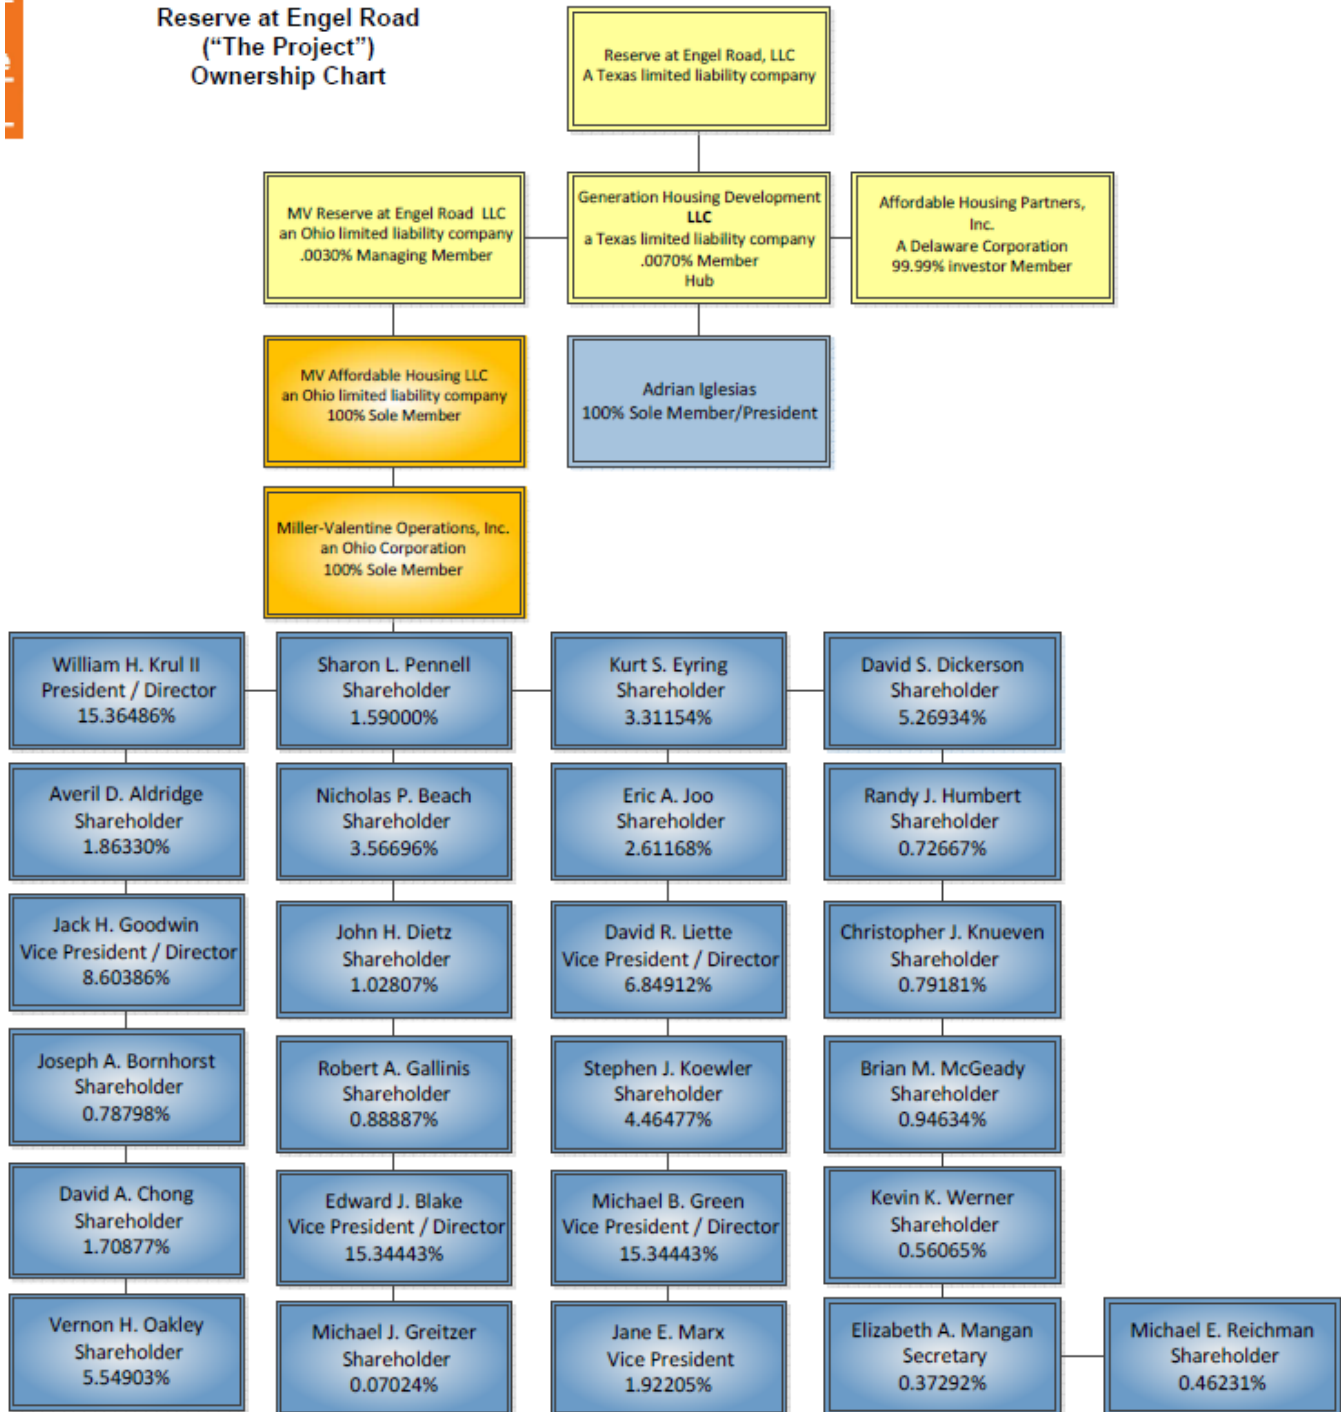 Reserve at Engel Road
(“The Project”)
Ownership Chart
Reserve at Engel Road, LLC
A Texas limited liability company
MV Reserve at Engel Road LLC
an Ohio limited liability company
.0030% Managing Member
Generation Housing Development
LLC
a Texas limited liability company
.0070% Member
Hub
Affordable Housing Partners,
Inc.
A Delaware Corporation
99.99% investor Member
MV Affordable Housing LLC
an Ohio limited liability company
100% Sole Member
Adrian Iglesias
100% Sole Member/President
Miller-Valentine Operations, Inc.
an Ohio Corporation
100% Sole Member
William H. Krul II
President / Director
15.36486%
Sharon L. Pennell
Shareholder
1.59000%
Kurt S. Eyring
Shareholder
3.31154%
David S. Dickerson
Shareholder
5.26934%
Averil D. Aldridge
Shareholder
1.86330%
Nicholas P. Beach
Shareholder
3.56696%
Eric A. Joo
Shareholder
2.61168%
Randy J. Humbert
Shareholder
0.72667%
Jack H. Goodwin
Vice President / Director
8.60386%
John H. Dietz
Shareholder
1.02807%
David R. Liette
Vice President / Director
6.84912%
Christopher J. Knueven
Shareholder
0.79181%
Joseph A. Bornhorst
Shareholder
0.78798%
Robert A. Gallinis
Shareholder
0.88887%
Stephen J. Koewler
Shareholder
4.46477%
Brian M. McGeady
Shareholder
0.94634%
David A. Chong
Shareholder
1.70877%
Edward J. Blake
Vice President / Director
15.34443%
Michael B. Green
Vice President / Director
15.34443%
Kevin K. Werner
Shareholder
0.56065%
Vernon H. Oakley
Shareholder
5.54903%
Michael J. Greitzer
Shareholder
0.07024%
Jane E. Marx
Vice President
1.92205%
Elizabeth A. Mangan
Secretary
0.37292%
Michael E. Reichman
Shareholder
0.46231%